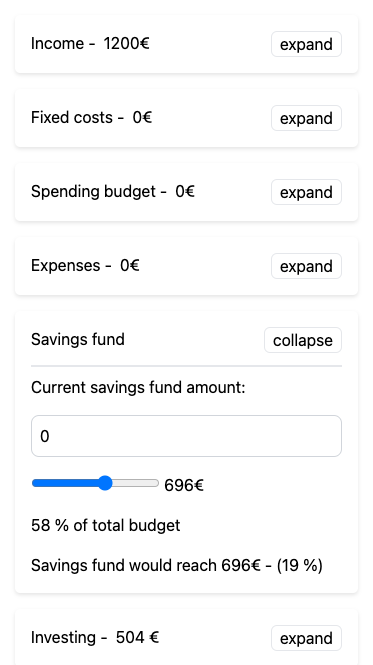 Income - 1200€ expand
Fixed costs - 0€ expand
Spending budget - 0€ expand
Expenses - 0€ expand
Savings fund collapse
Current savings fund amount:
0
696€
58 % of total budget
Savings fund would reach 696€ - (19 %)
Investing - 504 € expand